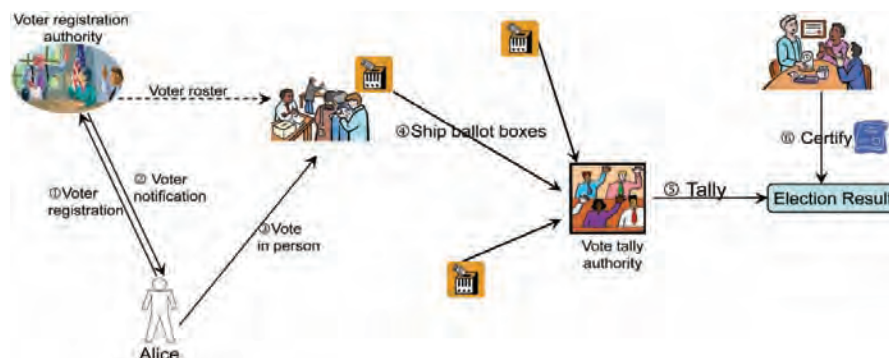 Voter registration
authority
Voter roster
④Ship ballot boxes
⑥ Certify
①Voter
registration
② Voter
notification
③Vote
in person
⑤ Tally
Election Result
Vote tally
authority
Alice